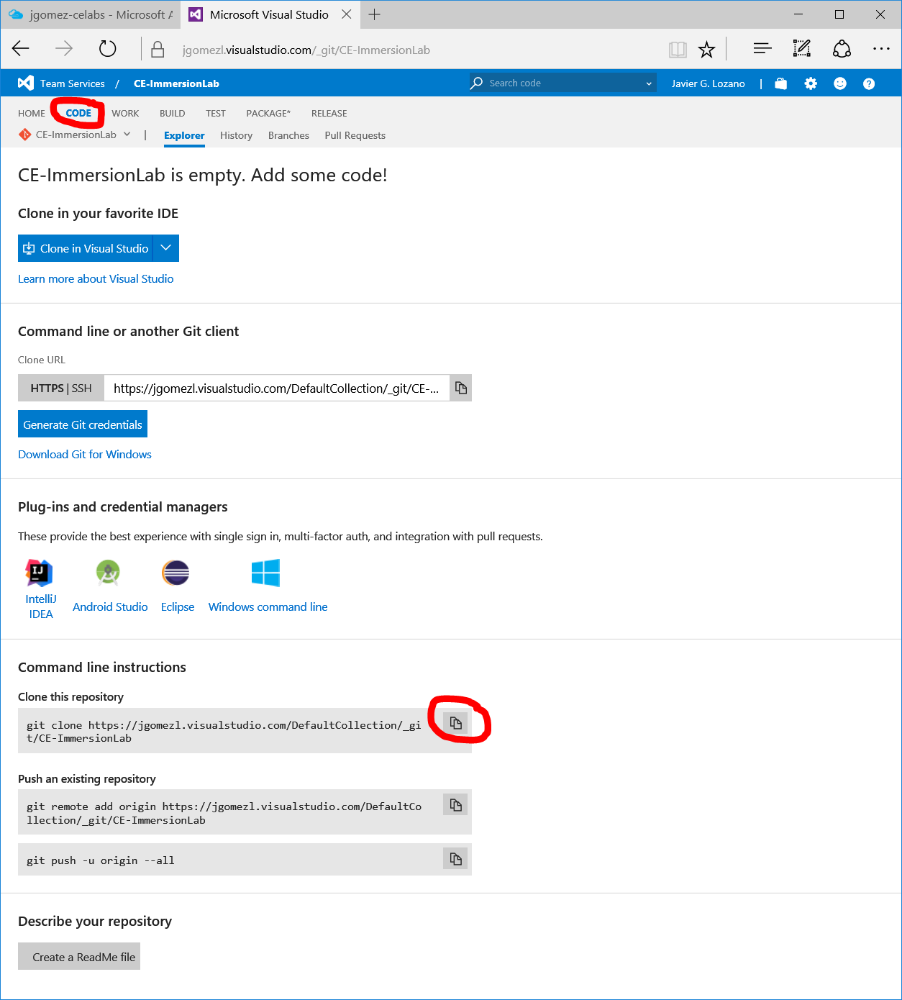 jgomez-celabs - Microsoft A
Microsoft Visual Studio
jgomezl.visualstudio.com/_git/CE-ImmersionLab
Team Services / CE-ImmersionLab
Search code
Javier G. Lozano |
HOME CODE WORK BUILD TEST PACKAGE* RELEASE
CE-ImmersionLab | Explorer History Branches Pull Requests
CE-ImmersionLab is empty. Add some code!
Clone in your favorite IDE
Clone in Visual Studio
Learn more about Visual Studio
Command line or another Git client
Clone URL
HTTPS | SSH https://jgomezl.visualstudio.com/DefaultCollection/_git/CE-...
Generate Git credentials
Download Git for Windows
Plug-ins and credential managers
These provide the best experience with single sign in, multi-factor auth, and integration with pull requests.
IJ
IntelliJ
IDEA
Android Studio
Eclipse
Windows command line
Command line instructions
Clone this repository
git clone https://jgomezl.visualstudio.com/DefaultCollection/_gi
t/CE-ImmersionLab
Push an existing repository
git remote add origin https://jgomezl.visualstudio.com/DefaultCo
llection/_git/CE-ImmersionLab
git push -u origin --all
Describe your repository
Create a ReadMe file